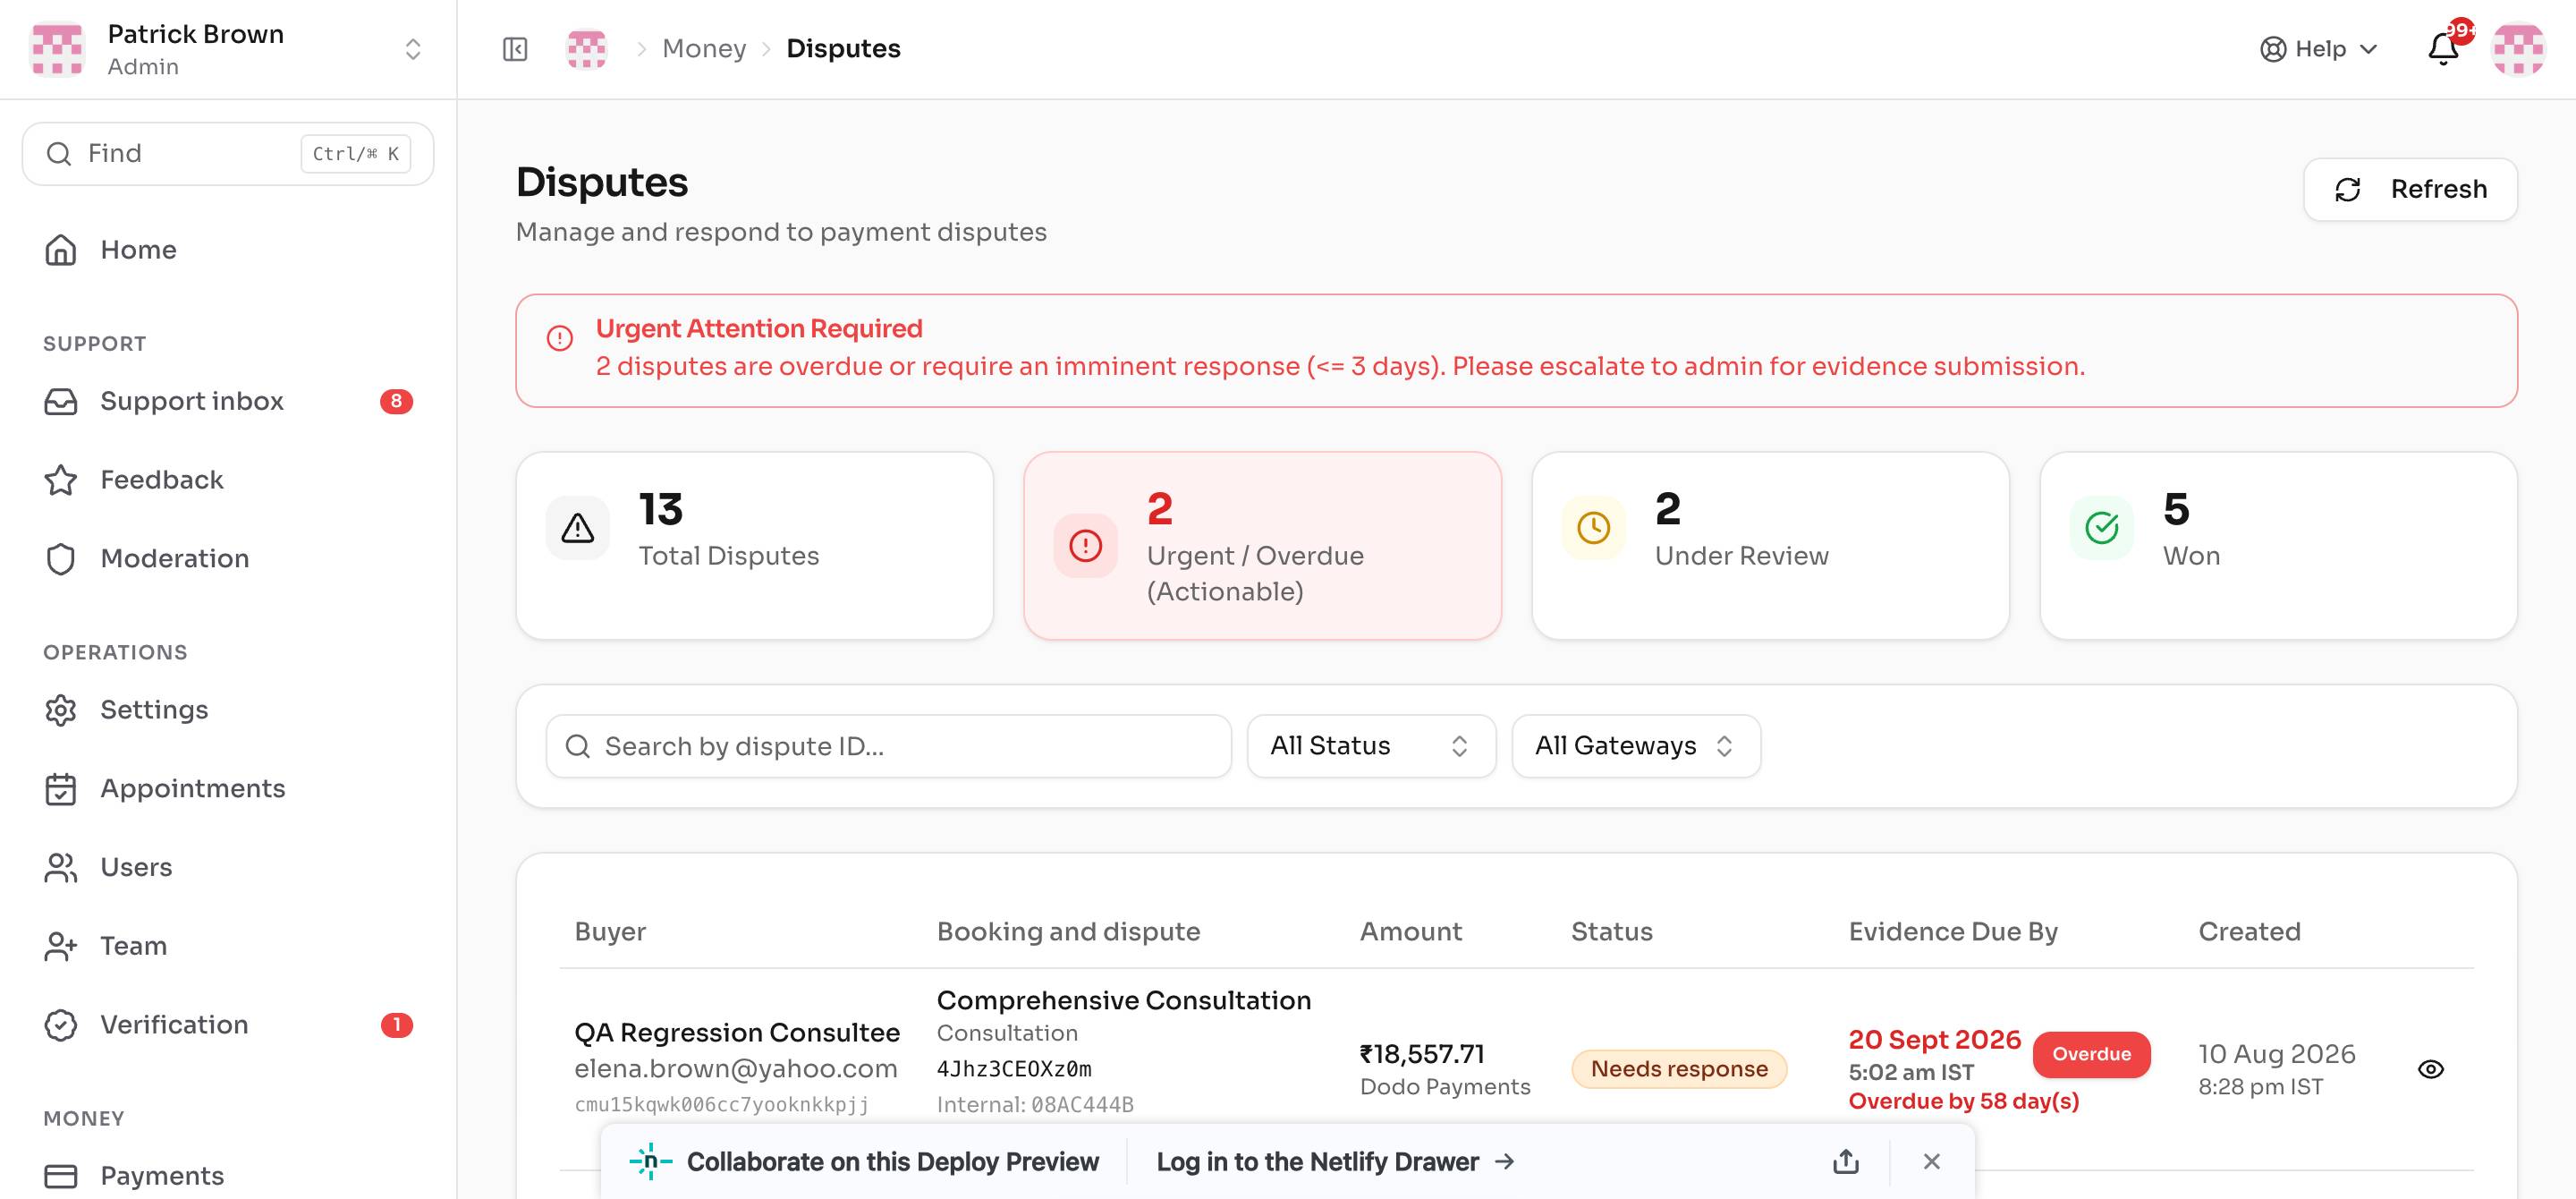 Patrick Brown
Admin
Money
Disputes
Help
99+
Find
Ctrl/⌘ K
Home
SUPPORT
Support inbox
8
Feedback
Moderation
OPERATIONS
Settings
Appointments
Users
Team
Verification
1
MONEY
Payments
Disputes
Manage and respond to payment disputes
Refresh
Urgent Attention Required
2 disputes are overdue or require an imminent response (<= 3 days). Please escalate to admin for evidence submission.
13
Total Disputes
2
Urgent / Overdue
(Actionable)
2
Under Review
5
Won
Search by dispute ID...
All Status
All Gateways
Buyer
Booking and dispute
Amount
Status
Evidence Due By
Created
QA Regression Consultee
elena.brown@yahoo.com
cmu15kqwk006cc7yooknkkpjj
Comprehensive Consultation
Consultation
4Jhz3CEOXz0m
Internal: 08AC444B
₹18,557.71
Dodo Payments
Needs response
20 Sept 2026
5:02 am IST
Overdue by 58 day(s)
Overdue
10 Aug 2026
8:28 pm IST
Collaborate on this Deploy Preview
Log in to the Netlify Drawer →